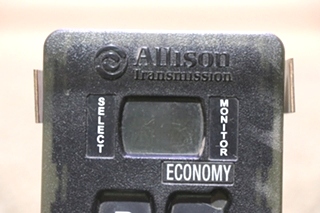 Allison
Transmission
SELECT
MONITOR
ECONOMY